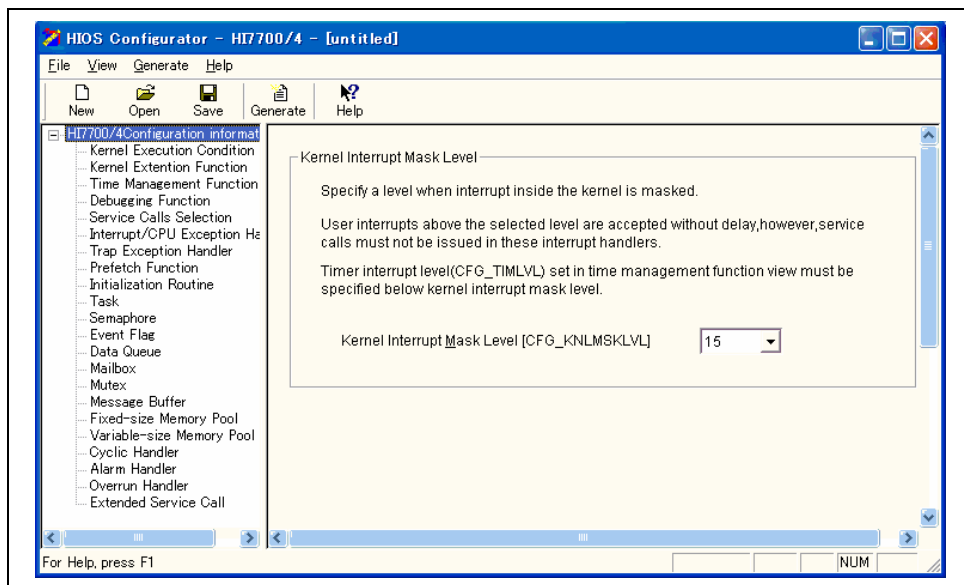 HIOS Configurator - HI7700/4 - [untitled]
File View Generate Help
New Open Save Generate Help
HI7700/4Configuration informat
Kernel Execution Condition
Kernel Extention Function
Time Management Function
Debugging Function
Service Calls Selection
Interrupt/CPU Exception Ha
Trap Exception Handler
Prefetch Function
Initialization Routine
Task
Semaphore
Event Flag
Data Queue
Mailbox
Mutex
Message Buffer
Fixed-size Memory Pool
Variable-size Memory Pool
Cyclic Handler
Alarm Handler
Overrun Handler
Extended Service Call
Kernel Interrupt Mask Level
Specify a level when interrupt inside the kernel is masked.
User interrupts above the selected level are accepted without delay,however,service
calls must not be issued in these interrupt handlers.
Timer interrupt level(CFG_TIMLVL) set in time management function view must be
specified below kernel interrupt mask level.
Kernel Interrupt Mask Level [CFG_KNLMSKLVL] 15
For Help, press F1
NUM